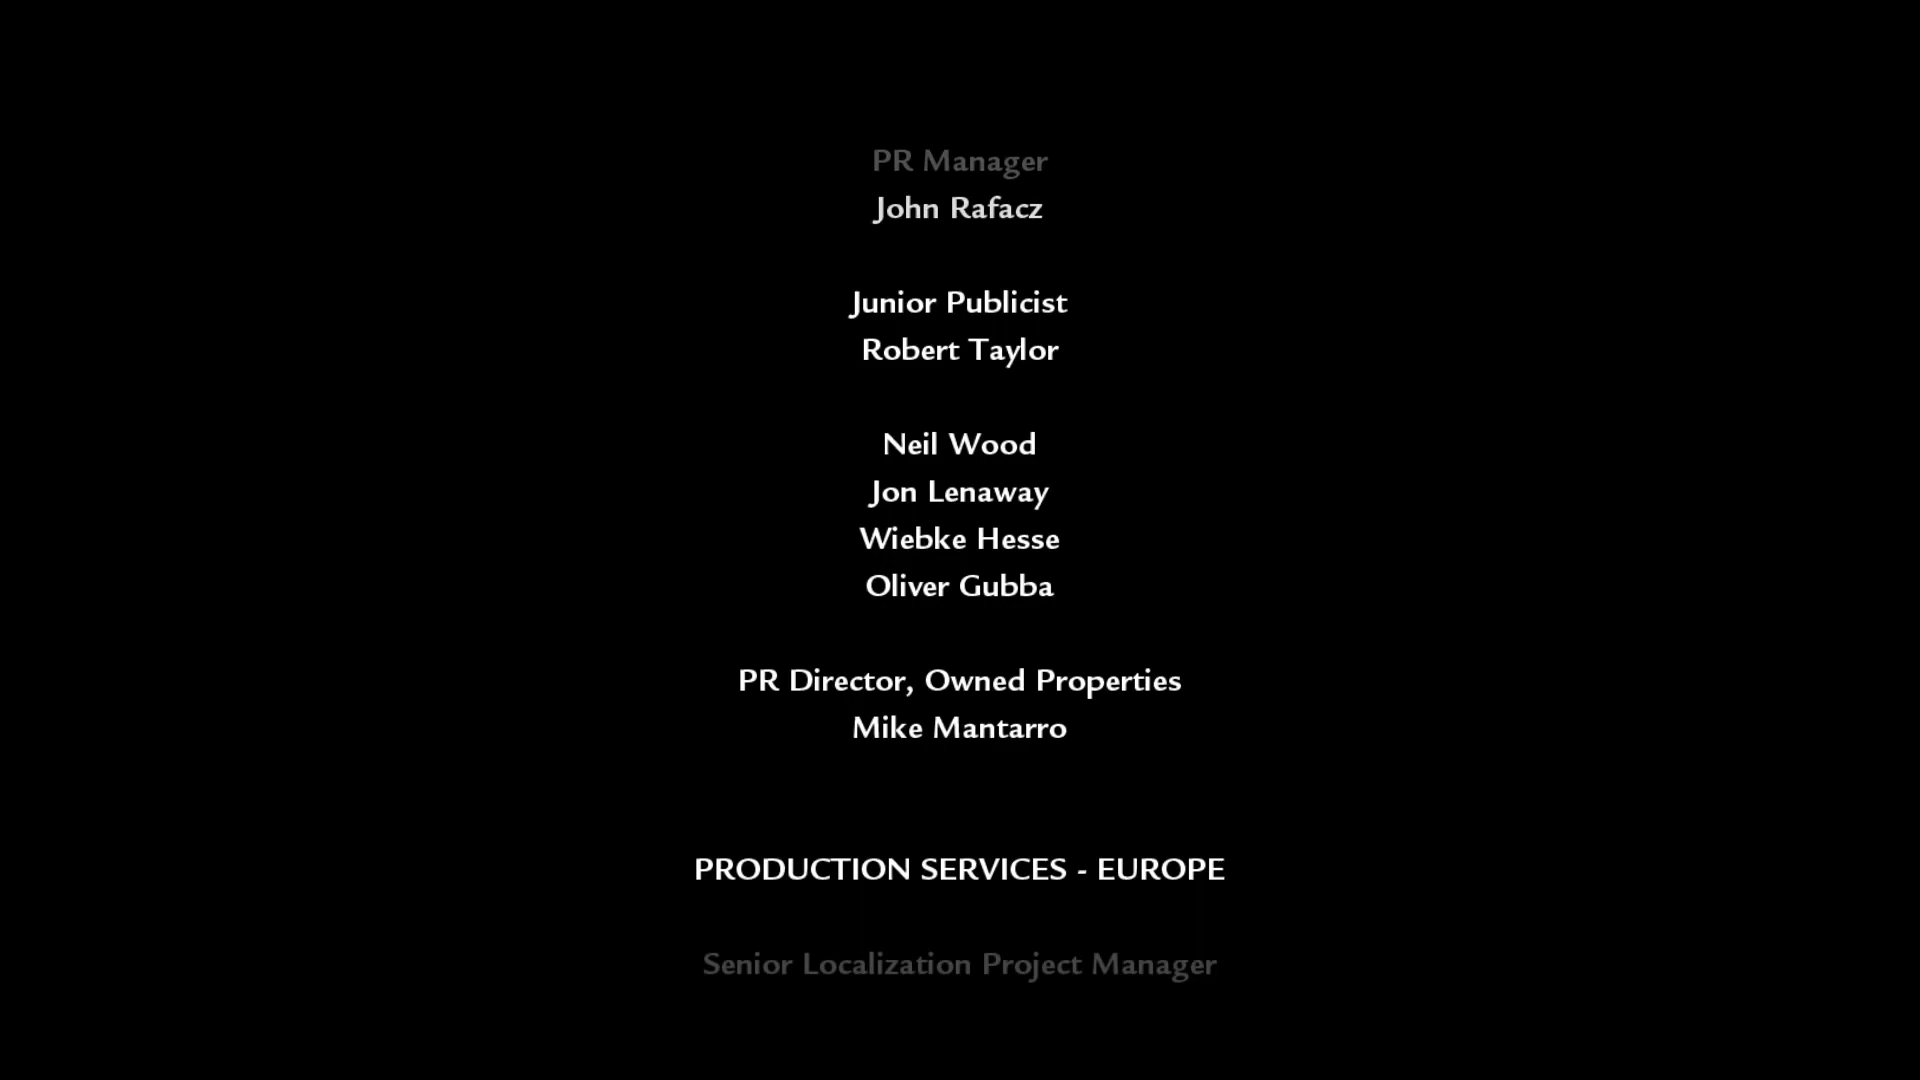 PR Manager
John Rafacz
Junior Publicist
Robert Taylor
Neil Wood
Jon Lenaway
Wiebke Hesse
Oliver Gubba
PR Director, Owned Properties
Mike Mantarro
PRODUCTION SERVICES - EUROPE
Senior Localization Project Manager